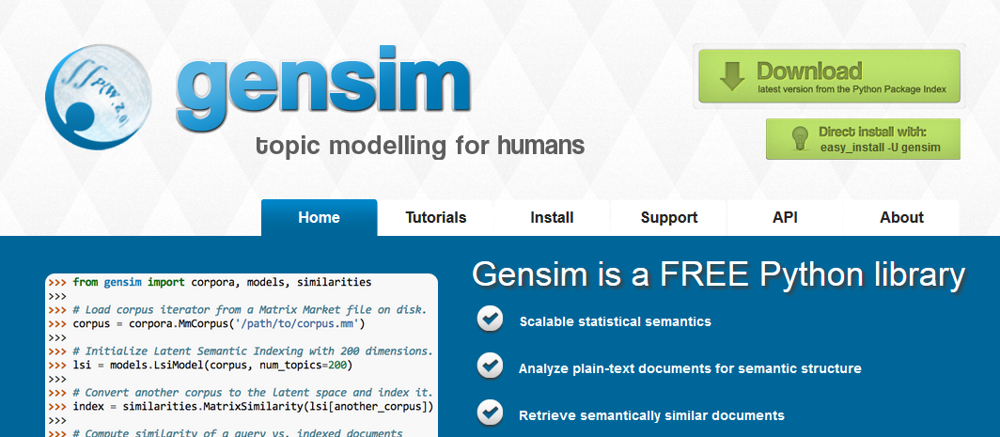 ∬P(W,Z,θ)
gensim
topic modelling for humans
Download
latest version from the Python Package Index
Direct install with:
easy_install -U gensim
Home
Tutorials
Install
Support
API
About
>>> from gensim import corpora, models, similarities
>>>
>>> # Load corpus iterator from a Matrix Market file on disk.
>>> corpus = corpora.MmCorpus('/path/to/corpus.mm')
>>>
>>> # Initialize Latent Semantic Indexing with 200 dimensions.
>>> lsi = models.LsiModel(corpus, num_topics=200)
>>>
>>> # Convert another corpus to the latent space and index it.
>>> index = similarities.MatrixSimilarity(lsi[another_corpus])
>>>
>>> # Compute similarity of a query vs. indexed documents
Gensim is a FREE Python library
Scalable statistical semantics
Analyze plain-text documents for semantic structure
Retrieve semantically similar documents